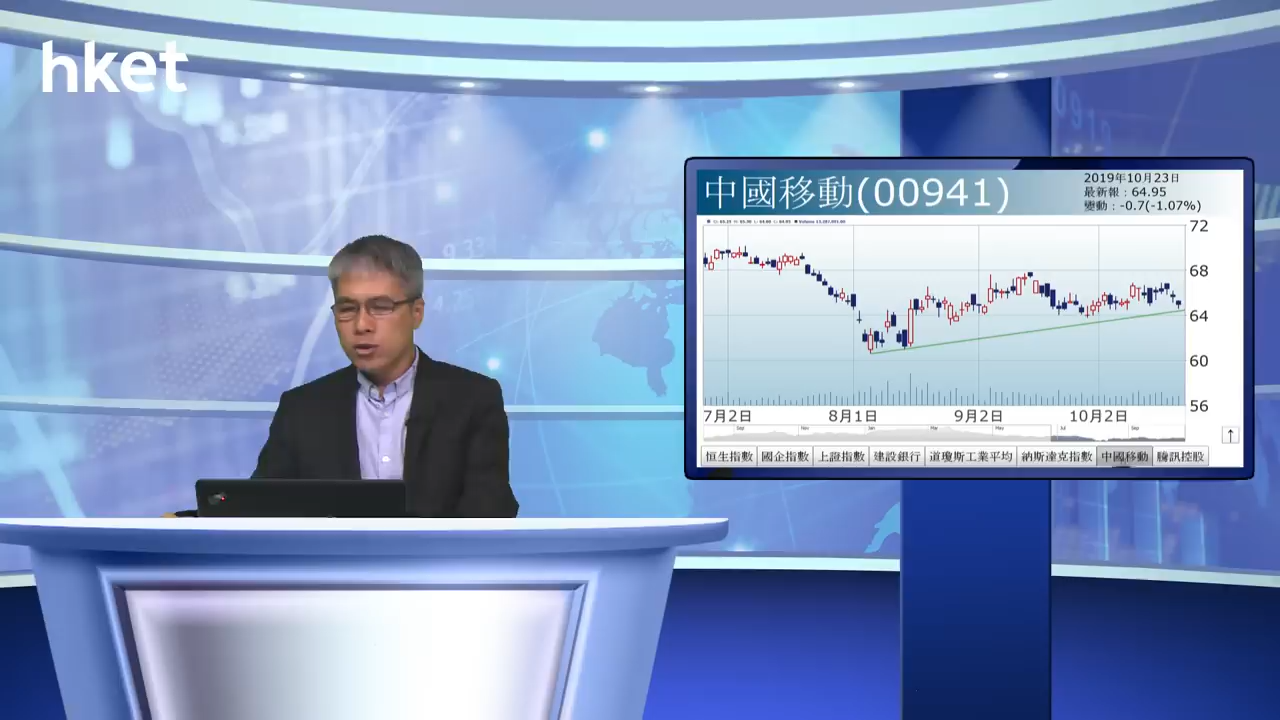 hket
中國移動(00941)
2019年10月23日
最新報：64.95
變動：-0.7(-1.07%)
72
68
64
60
56
7月2日 8月1日 9月2日 10月2日
恒生指數 國企指數 上證指數 建設銀行 道瓊斯工業平均 納斯達克指數 中國移動 騰訊控股